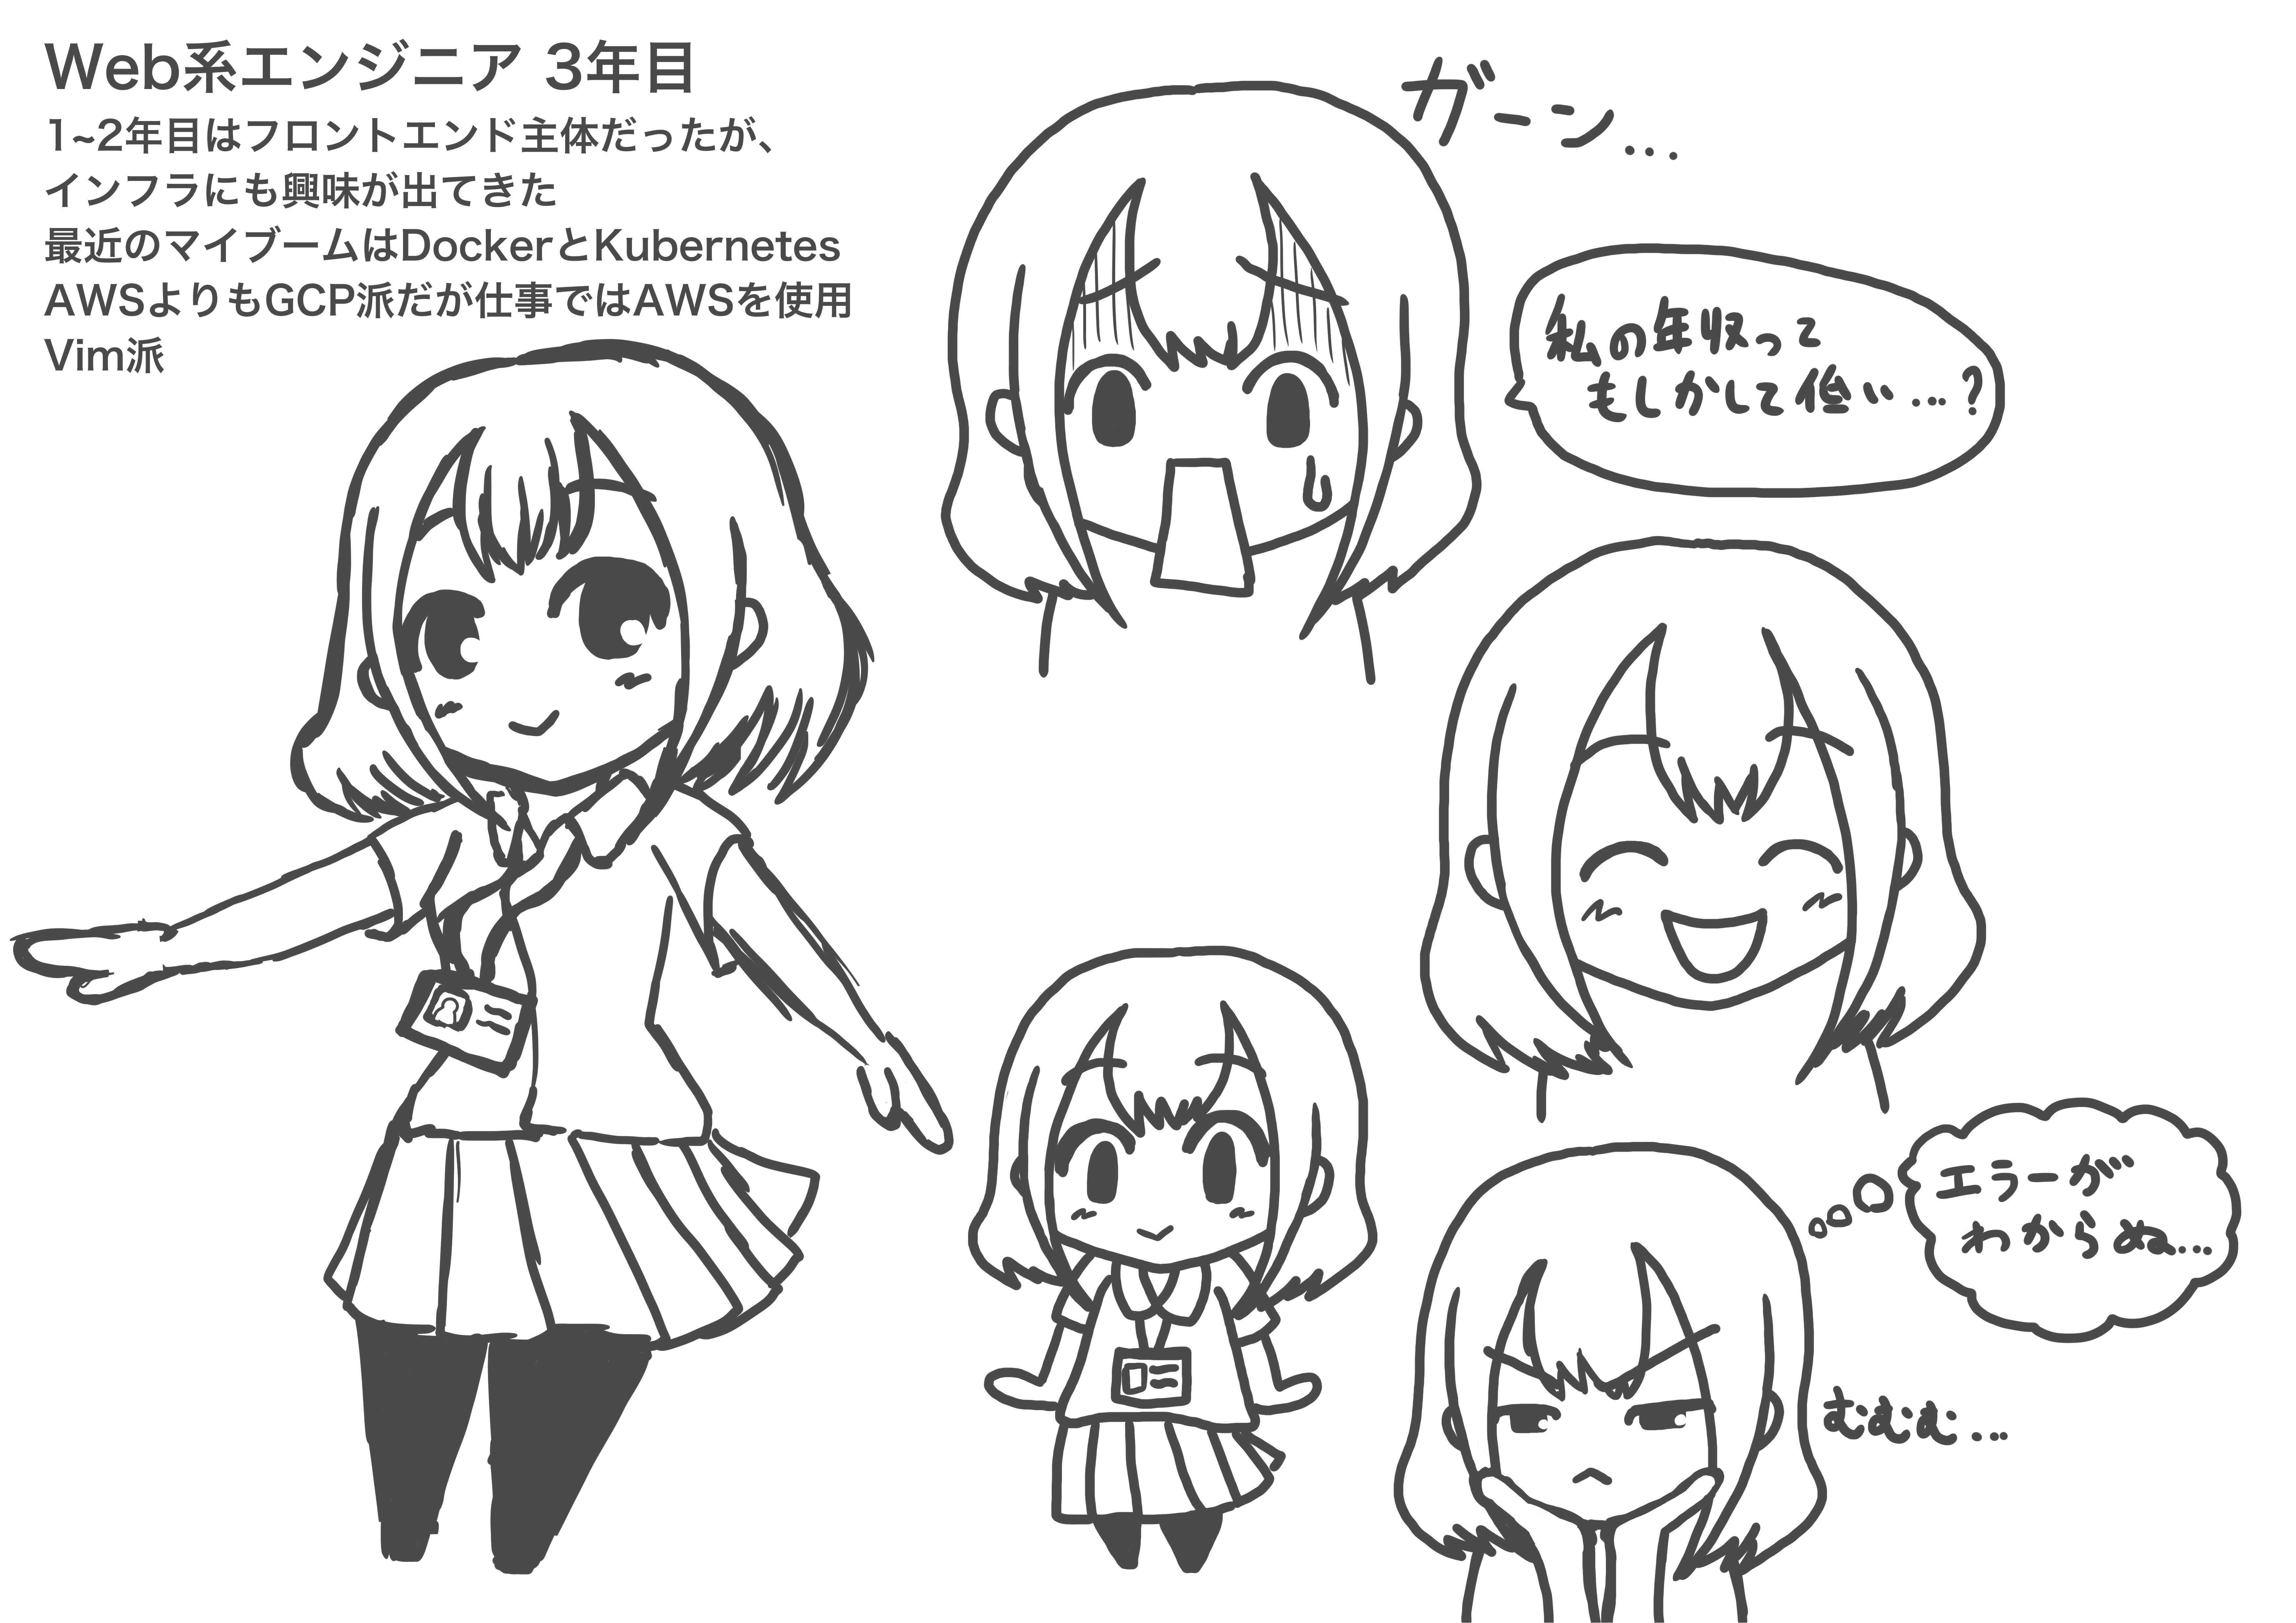 Web系エンジニア 3年目
1~2年目はフロントエンド主体だったが、
インフラにも興味が出てきた
最近のマイブームはDockerとKubernetes
AWSよりもGCP派だが仕事ではAWSを使用
Vim派
ガーン...
私の年収って
もしかして低い...?
エラーが
わからぬ...
むむむ...